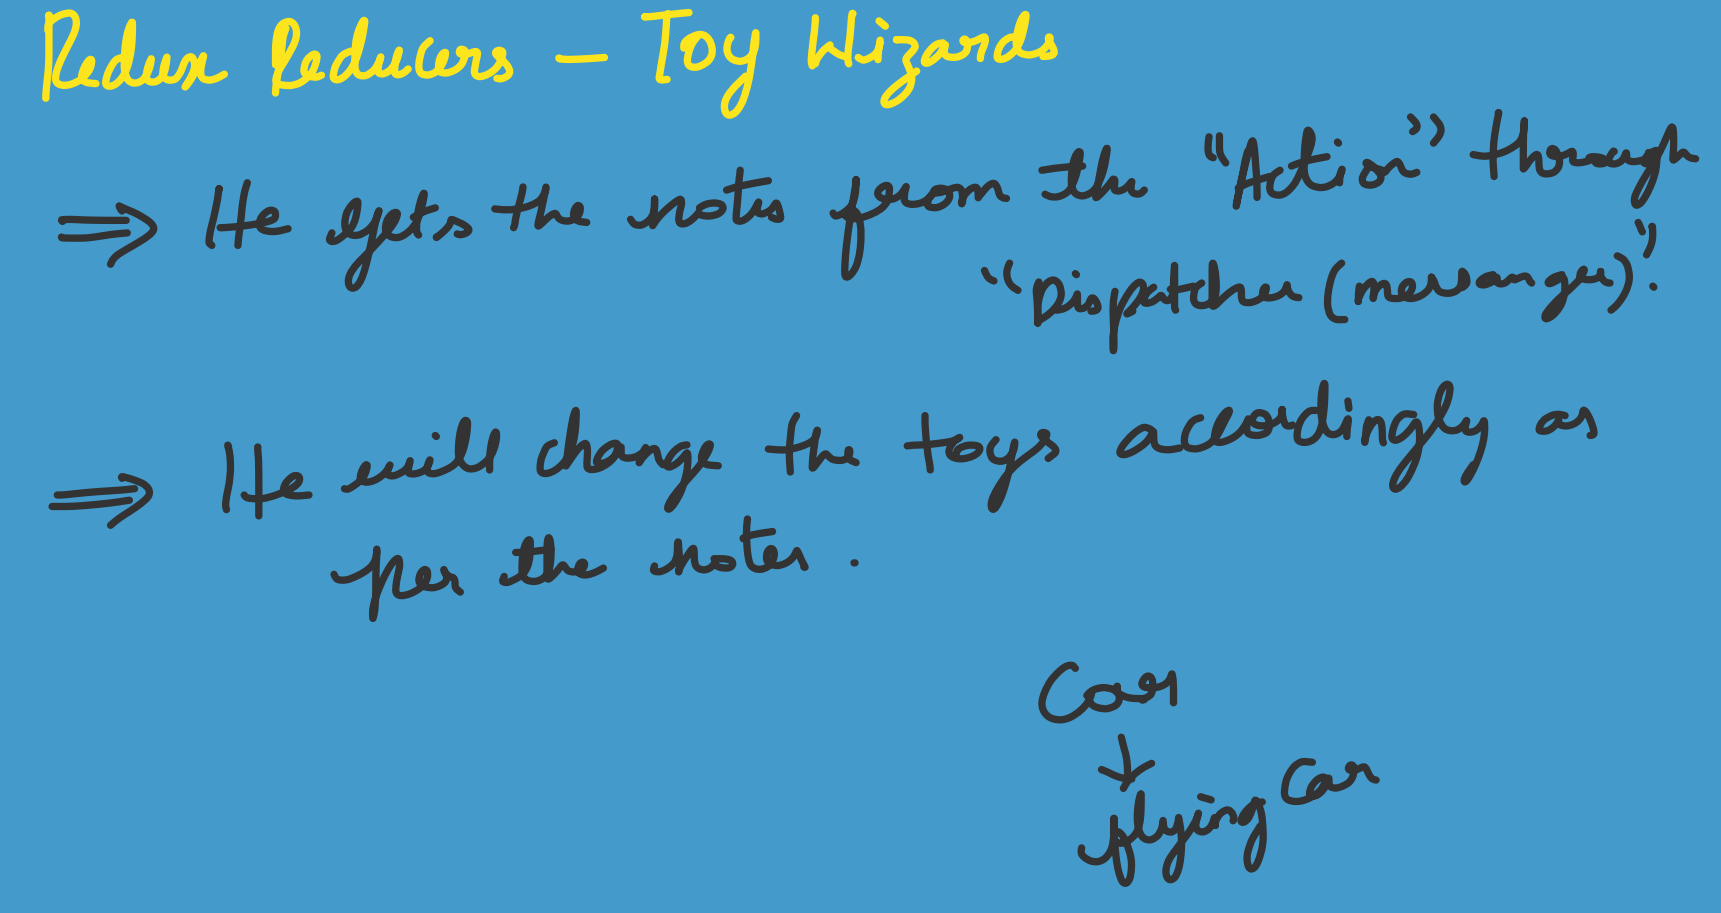 Redux Reducers – Toy Wizards
⇒ He gets the notes from the "Action" through
"Dispatcher (messanger)".
⇒ He will change the toys accordingly as
per the notes.
Car
↓
flying car